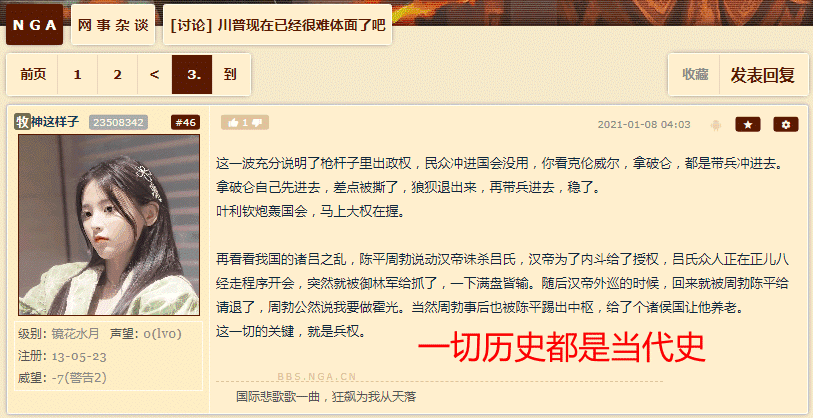 NGA
网事杂谈
[讨论] 川普现在已经很难体面了吧
前页 1 2 < 3. 到
收藏 发表回复
牧神这样子 23508342 #46
1
2021-01-08 04:03
这一波充分说明了枪杆子里出政权，民众冲进国会没用，你看克伦威尔，拿破仑，都是带兵冲进去。
拿破仑自己先进去，差点被撕了，狼狈退出来，再带兵进去，稳了。
叶利钦炮轰国会，马上大权在握。
再看看我国的诸吕之乱，陈平周勃说动汉帝诛杀吕氏，汉帝为了内斗给了授权，吕氏众人正在正儿八
经走程序开会，突然就被御林军给抓了，一下满盘皆输。随后汉帝外巡的时候，回来就被周勃陈平给
请退了，周勃公然说我要做霍光。当然周勃事后也被陈平踢出中枢，给了个诸侯国让他养老。
这一切的关键，就是兵权。
一切历史都是当代史
级别: 镜花水月 声望: 0(lv0)
注册: 13-05-23
威望: -7(警告2)
BBS.NGA.CN
国际悲歌歌一曲，狂飙为我从天落